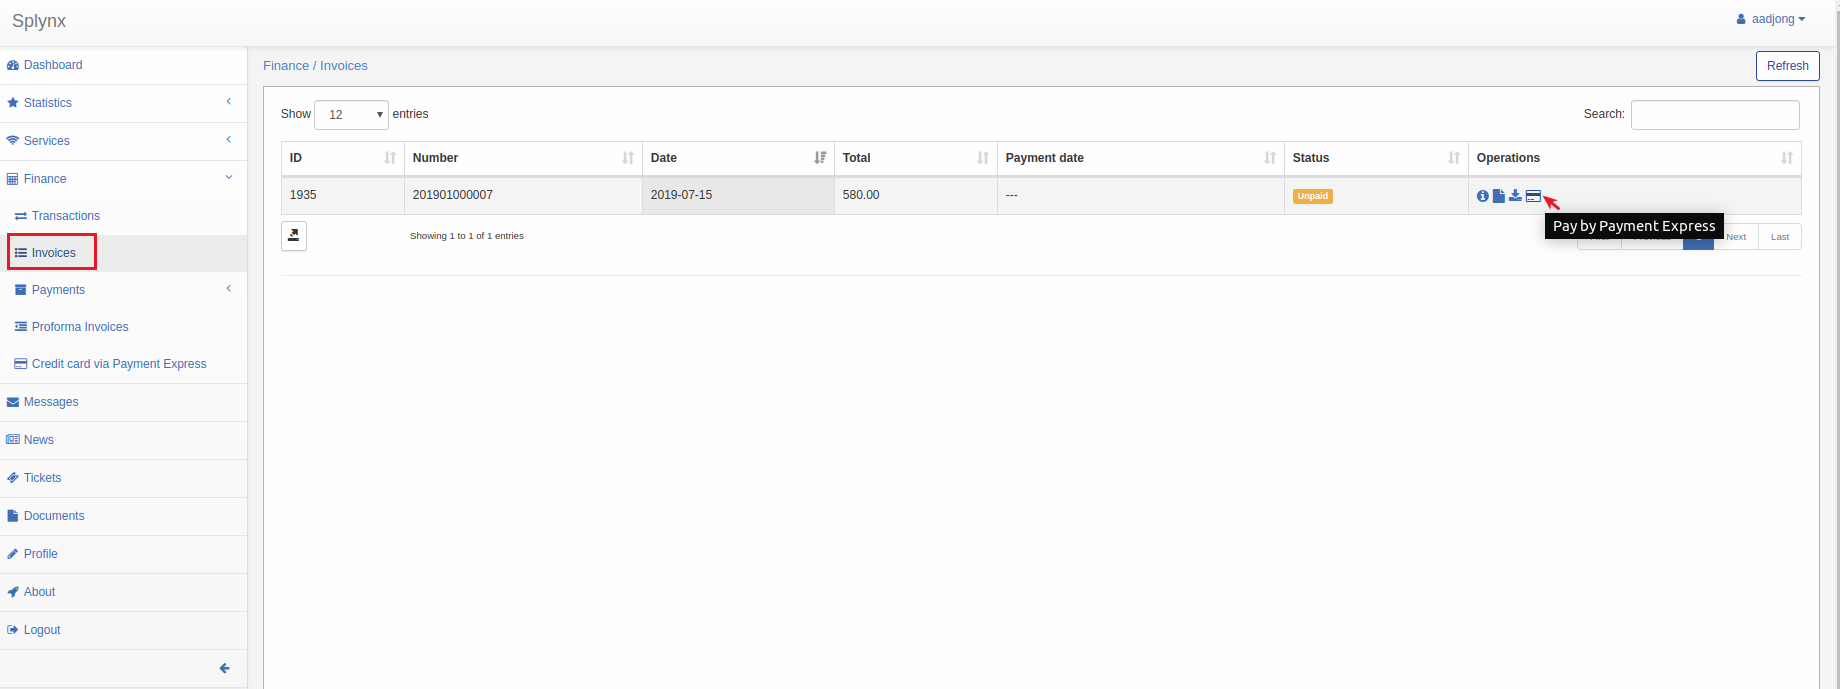 Splynx
aadjong
Dashboard
Statistics
Services
Finance
Transactions
Invoices
Payments
Proforma Invoices
Credit card via Payment Express
Messages
News
Tickets
Documents
Profile
About
Logout
Finance / Invoices
Refresh
Show 12 entries
Search:
ID Number Date Total Payment date Status Operations
1935 201901000007 2019-07-15 580.00 --- Unpaid
Pay by Payment Express
Showing 1 to 1 of 1 entries
Next Last